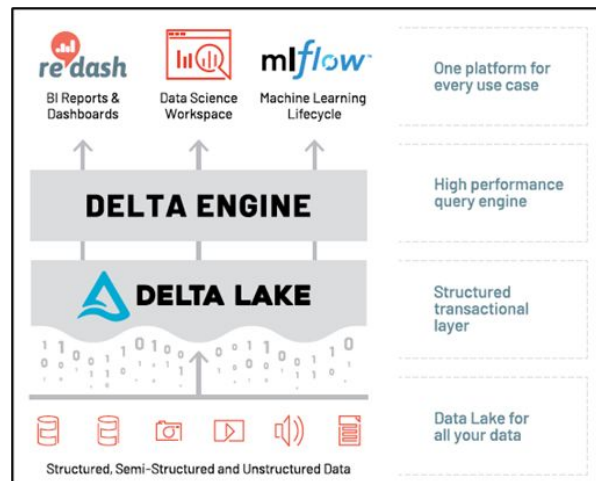 re dash
BI Reports &
Dashboards
Data Science
Workspace
mlflow™
Machine Learning
Lifecycle
One platform for
every use case
DELTA ENGINE
High performance
query engine
DELTA LAKE
Structured
transactional
layer
Structured, Semi-Structured and Unstructured Data
Data Lake for
all your data